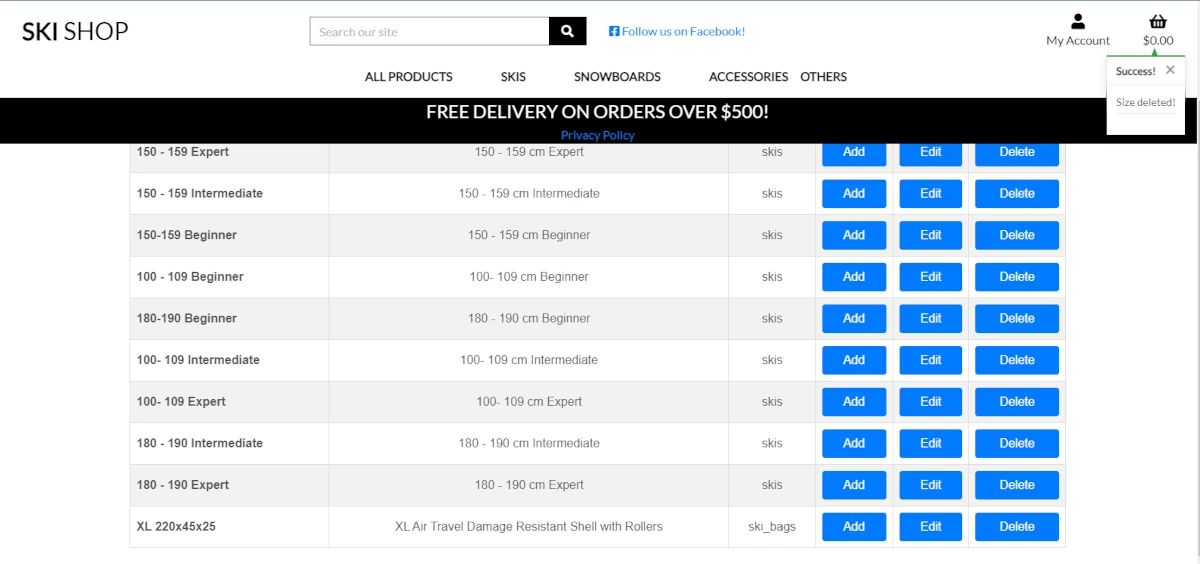 SKI SHOP
Search our site
Follow us on Facebook!
My Account
$0.00
ALL PRODUCTS SKIS SNOWBOARDS ACCESSORIES OTHERS
Success! ×
Size deleted!
FREE DELIVERY ON ORDERS OVER $500!
Privacy Policy
150 - 159 Expert 150 - 159 cm Expert skis Add Edit Delete
150 - 159 Intermediate 150 - 159 cm Intermediate skis Add Edit Delete
150-159 Beginner 150 - 159 cm Beginner skis Add Edit Delete
100 - 109 Beginner 100- 109 cm Beginner skis Add Edit Delete
180-190 Beginner 180 - 190 cm Beginner skis Add Edit Delete
100- 109 Intermediate 100- 109 cm Intermediate skis Add Edit Delete
100- 109 Expert 100- 109 cm Expert skis Add Edit Delete
180 - 190 Intermediate 180 - 190 cm Intermediate skis Add Edit Delete
180 - 190 Expert 180 - 190 cm Expert skis Add Edit Delete
XL 220x45x25 XL Air Travel Damage Resistant Shell with Rollers ski_bags Add Edit Delete